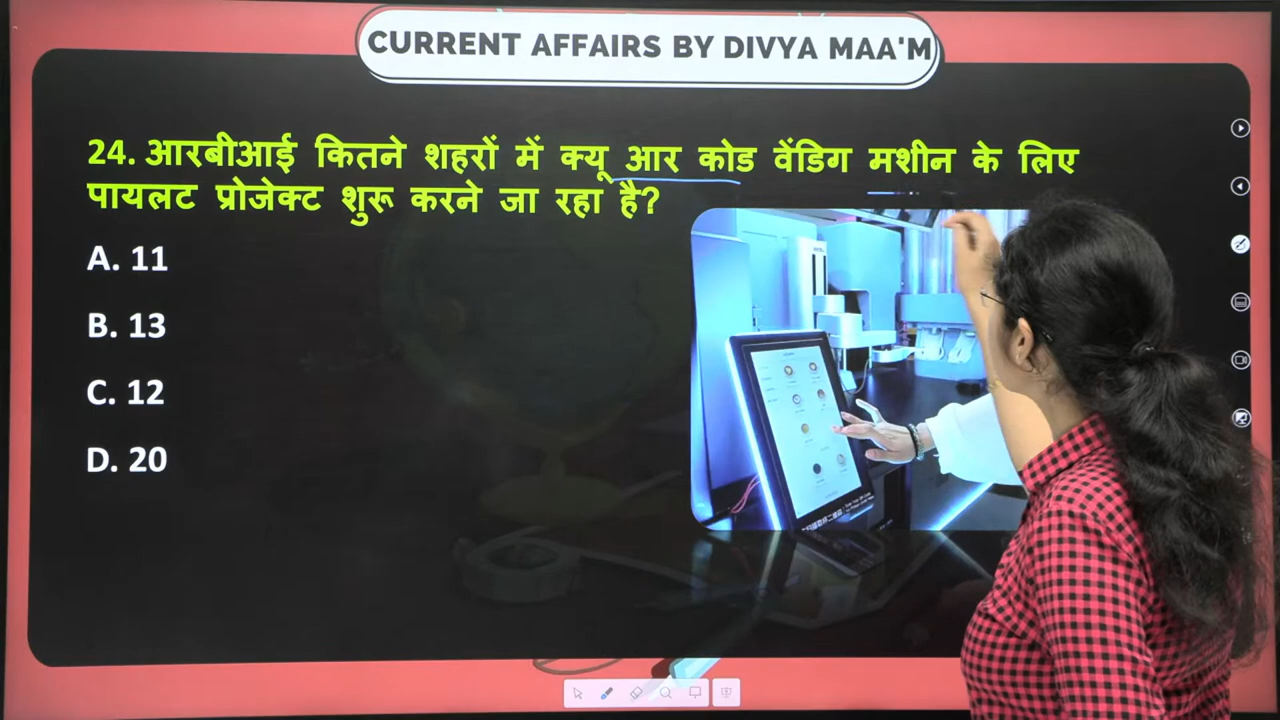 CURRENT AFFAIRS BY DIVYA MAA'M
24. आरबीआई कितने शहरों में क्यू आर कोड वेंडिग मशीन के लिए
पायलट प्रोजेक्ट शुरू करने जा रहा है?
A. 11
B. 13
C. 12
D. 20